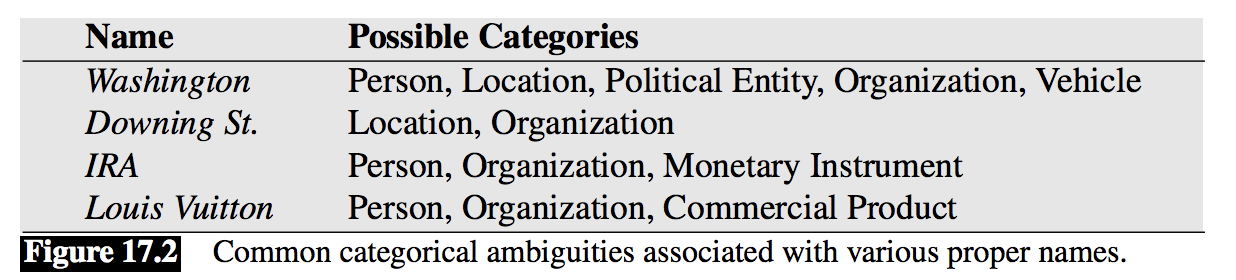 Name Possible Categories
Washington Person, Location, Political Entity, Organization, Vehicle
Downing St. Location, Organization
IRA Person, Organization, Monetary Instrument
Louis Vuitton Person, Organization, Commercial Product
Figure 17.2 Common categorical ambiguities associated with various proper names.